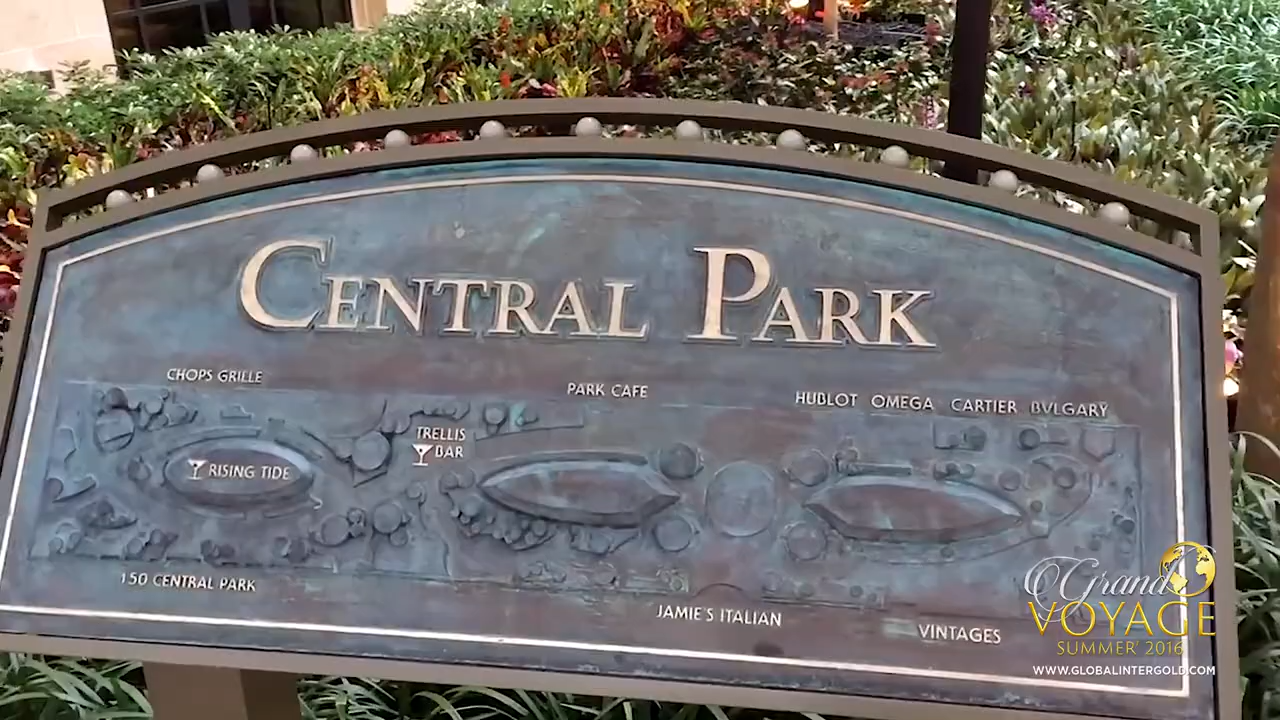 CENTRAL PARK
CHOPS GRILLE
PARK CAFE
HUBLOT OMEGA CARTIER BVLGARY
TRELLIS
BAR
RISING TIDE
150 CENTRAL PARK
JAMIE'S ITALIAN
VINTAGES
Grand
VOYAGE
SUMMER' 2016
WWW.GLOBALINTERGOLD.COM